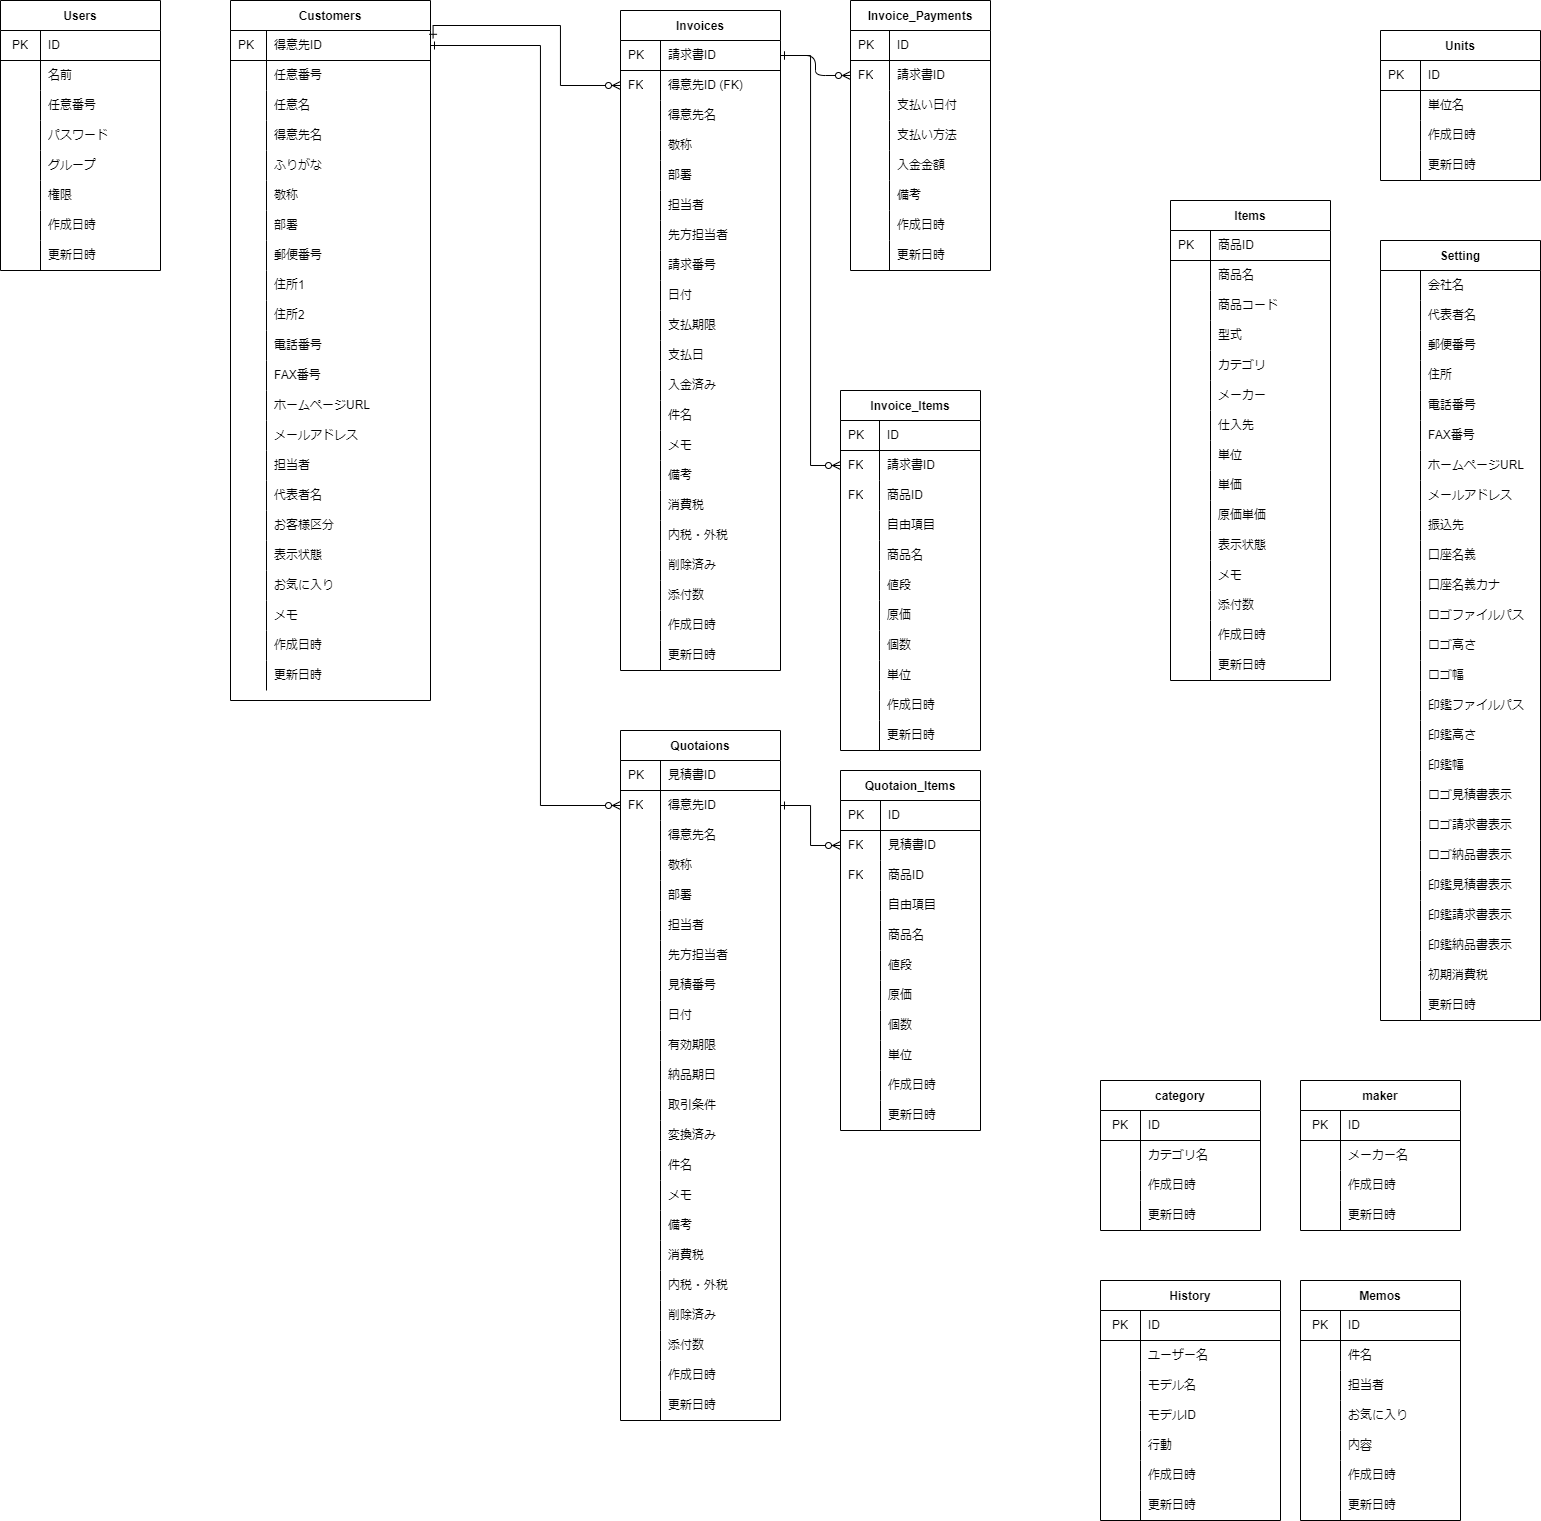 Users
PK ID
名前
任意番号
パスワード
グループ
権限
作成日時
更新日時
Customers
PK 得意先ID
任意番号
任意名
得意先名
ふりがな
敬称
部署
郵便番号
住所1
住所2
電話番号
FAX番号
ホームページURL
メールアドレス
担当者
代表者名
お客様区分
表示状態
お気に入り
メモ
作成日時
更新日時
Invoices
PK 請求書ID
FK 得意先ID (FK)
得意先名
敬称
部署
担当者
先方担当者
請求番号
日付
支払期限
支払日
入金済み
件名
メモ
備考
消費税
内税・外税
削除済み
添付数
作成日時
更新日時
Quotaions
PK 見積書ID
FK 得意先ID
得意先名
敬称
部署
担当者
先方担当者
見積番号
日付
有効期限
納品期日
取引条件
変換済み
件名
メモ
備考
消費税
内税・外税
削除済み
添付数
作成日時
更新日時
Invoice_Payments
PK ID
FK 請求書ID
支払い日付
支払い方法
入金金額
備考
作成日時
更新日時
Invoice_Items
PK ID
FK 請求書ID
FK 商品ID
自由項目
商品名
値段
原価
個数
単位
作成日時
更新日時
Quotaion_Items
PK ID
FK 見積書ID
FK 商品ID
自由項目
商品名
値段
原価
個数
単位
作成日時
更新日時
Items
PK 商品ID
商品名
商品コード
型式
カテゴリ
メーカー
仕入先
単位
単価
原価単価
表示状態
メモ
添付数
作成日時
更新日時
Units
PK ID
単位名
作成日時
更新日時
Setting
会社名
代表者名
郵便番号
住所
電話番号
FAX番号
ホームページURL
メールアドレス
振込先
口座名義
口座名義カナ
ロゴファイルパス
ロゴ高さ
ロゴ幅
印鑑ファイルパス
印鑑高さ
印鑑幅
ロゴ見積書表示
ロゴ請求書表示
ロゴ納品書表示
印鑑見積書表示
印鑑請求書表示
印鑑納品書表示
初期消費税
更新日時
category
PK ID
カテゴリ名
作成日時
更新日時
maker
PK ID
メーカー名
作成日時
更新日時
History
PK ID
ユーザー名
モデル名
モデルID
行動
作成日時
更新日時
Memos
PK ID
件名
担当者
お気に入り
内容
作成日時
更新日時